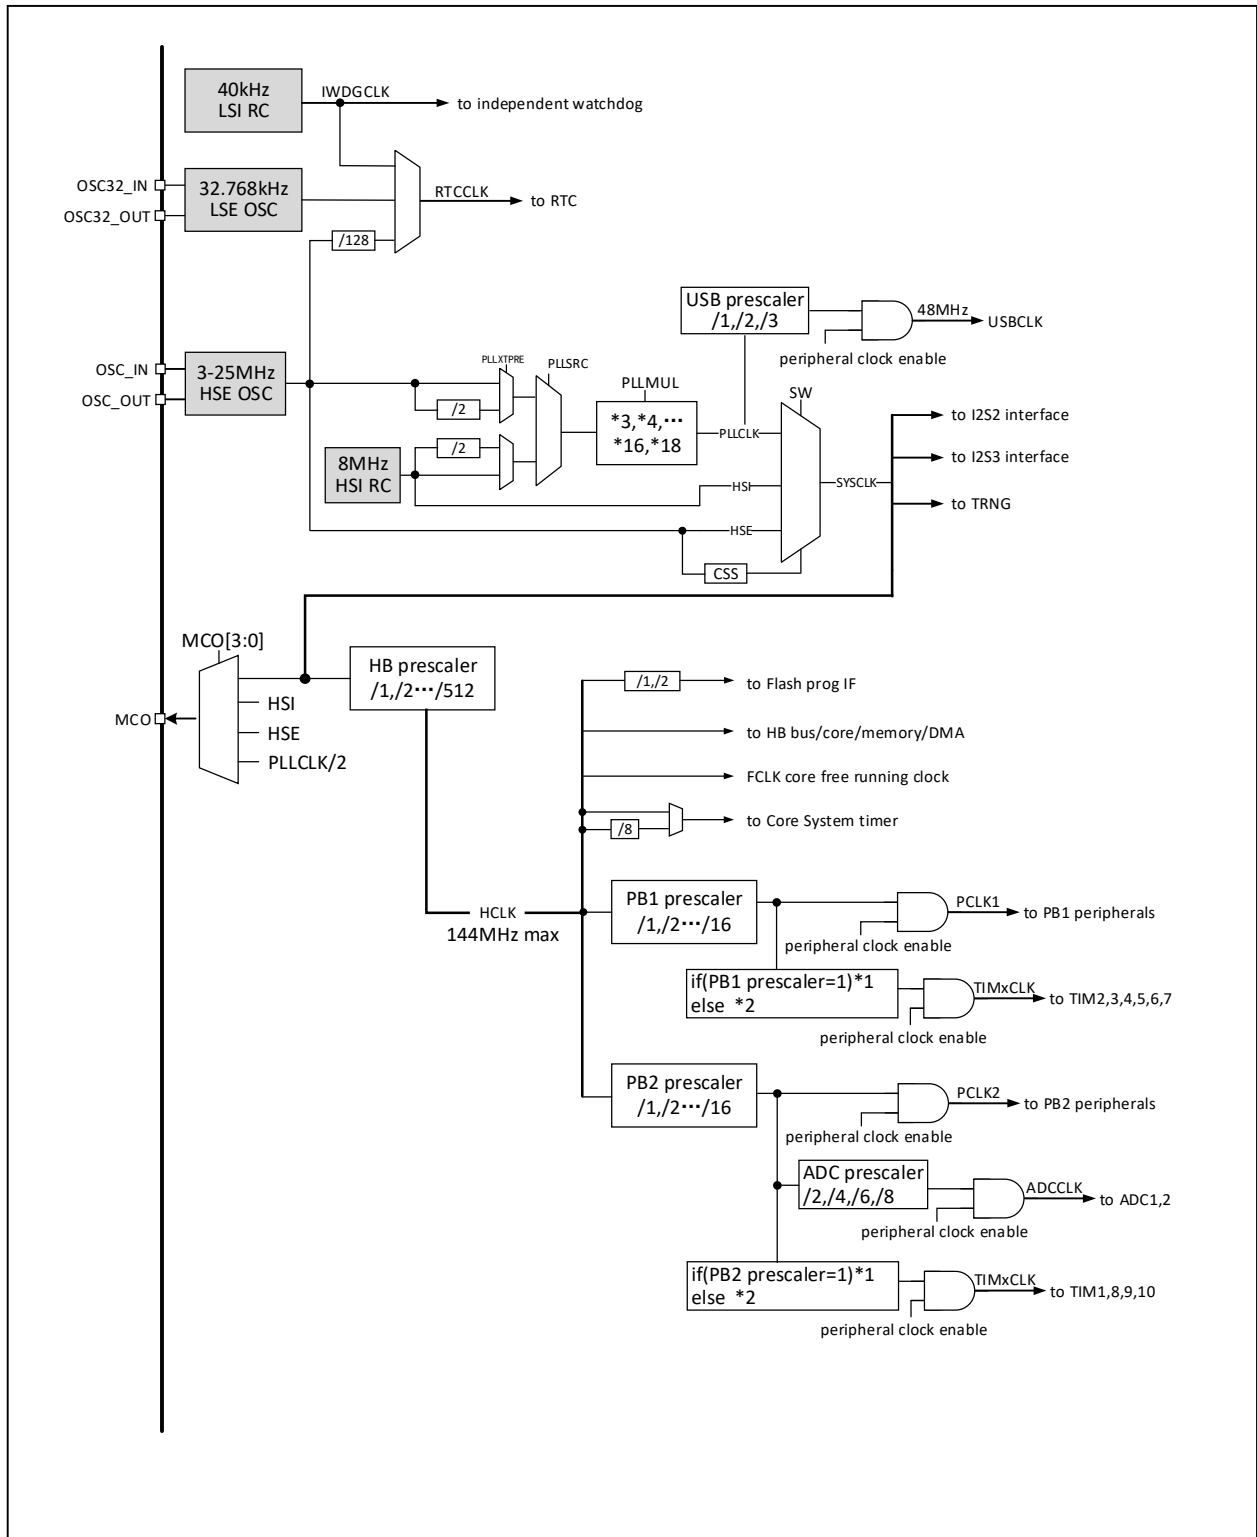 40kHz
LSI RC
IWDGCLK
to independent watchdog
OSC32_IN
OSC32_OUT
32.768kHz
LSE OSC
RTCCLK
to RTC
/128
USB prescaler
/1,/2,/3
48MHz
USBCLK
peripheral clock enable
OSC_IN
OSC_OUT
3-25MHz
HSE OSC
PLLXTPRE
PLLSRC
/2
PLLMUL
*3,*4,···
*16,*18
PLLCLK
SW
/2
8MHz
HSI RC
HSI
HSE
CSS
SYSCLK
to I2S2 interface
to I2S3 interface
to TRNG
MCO[3:0]
MCO
HSI
HSE
PLLCLK/2
HB prescaler
/1,/2···/512
/1,/2
to Flash prog IF
to HB bus/core/memory/DMA
FCLK core free running clock
/8
to Core System timer
HCLK
144MHz max
PB1 prescaler
/1,/2···/16
PCLK1
to PB1 peripherals
peripheral clock enable
if(PB1 prescaler=1)*1
else *2
TIMxCLK
to TIM2,3,4,5,6,7
peripheral clock enable
PB2 prescaler
/1,/2···/16
PCLK2
to PB2 peripherals
peripheral clock enable
ADC prescaler
/2,/4,/6,/8
ADCCLK
to ADC1,2
peripheral clock enable
if(PB2 prescaler=1)*1
else *2
TIMxCLK
to TIM1,8,9,10
peripheral clock enable